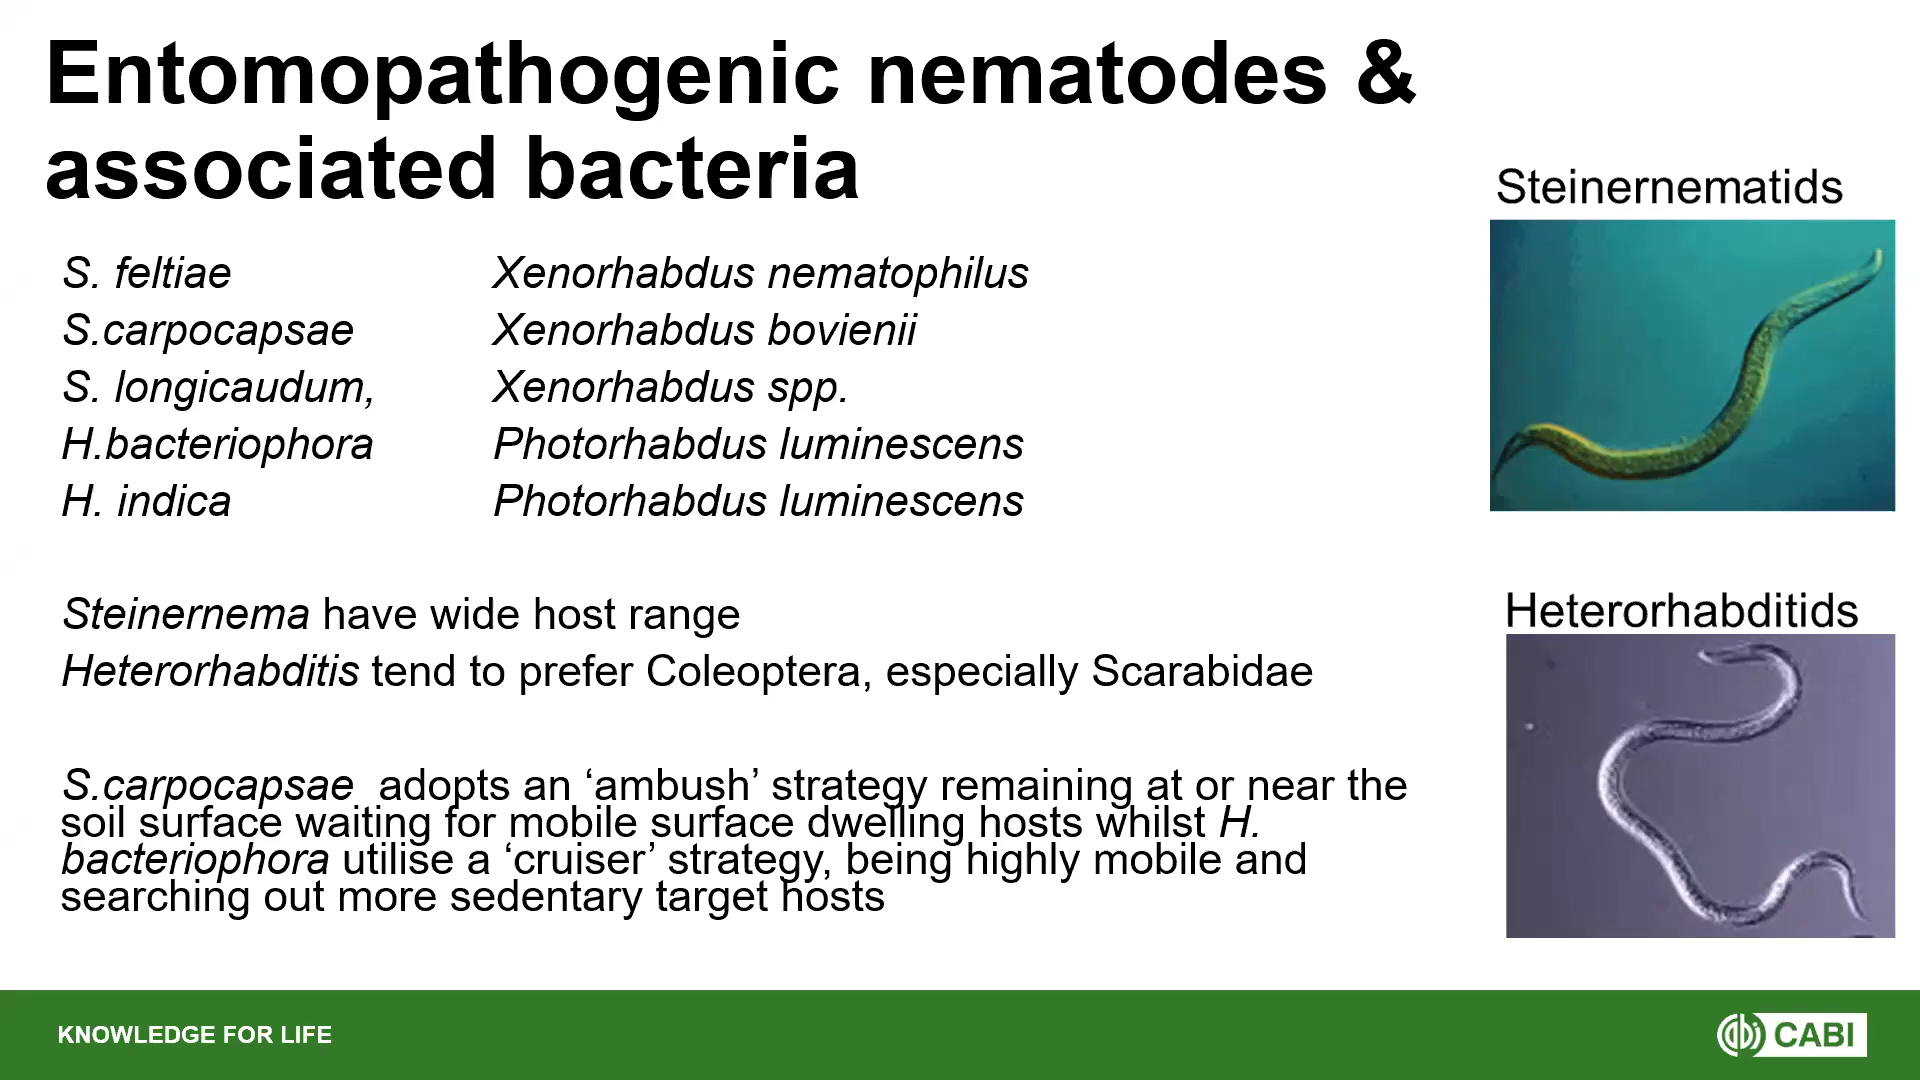 Entomopathogenic nematodes &
associated bacteria
Steinernematids
S. feltiae Xenorhabdus nematophilus
S.carpocapsae Xenorhabdus bovienii
S. longicaudum, Xenorhabdus spp.
H.bacteriophora Photorhabdus luminescens
H. indica Photorhabdus luminescens
Steinernema have wide host range
Heterorhabditis tend to prefer Coleoptera, especially Scarabidae
Heterorhabditids
S.carpocapsae adopts an ‘ambush’ strategy remaining at or near the
soil surface waiting for mobile surface dwelling hosts whilst H.
bacteriophora utilise a ‘cruiser’ strategy, being highly mobile and
searching out more sedentary target hosts
KNOWLEDGE FOR LIFE
CABI